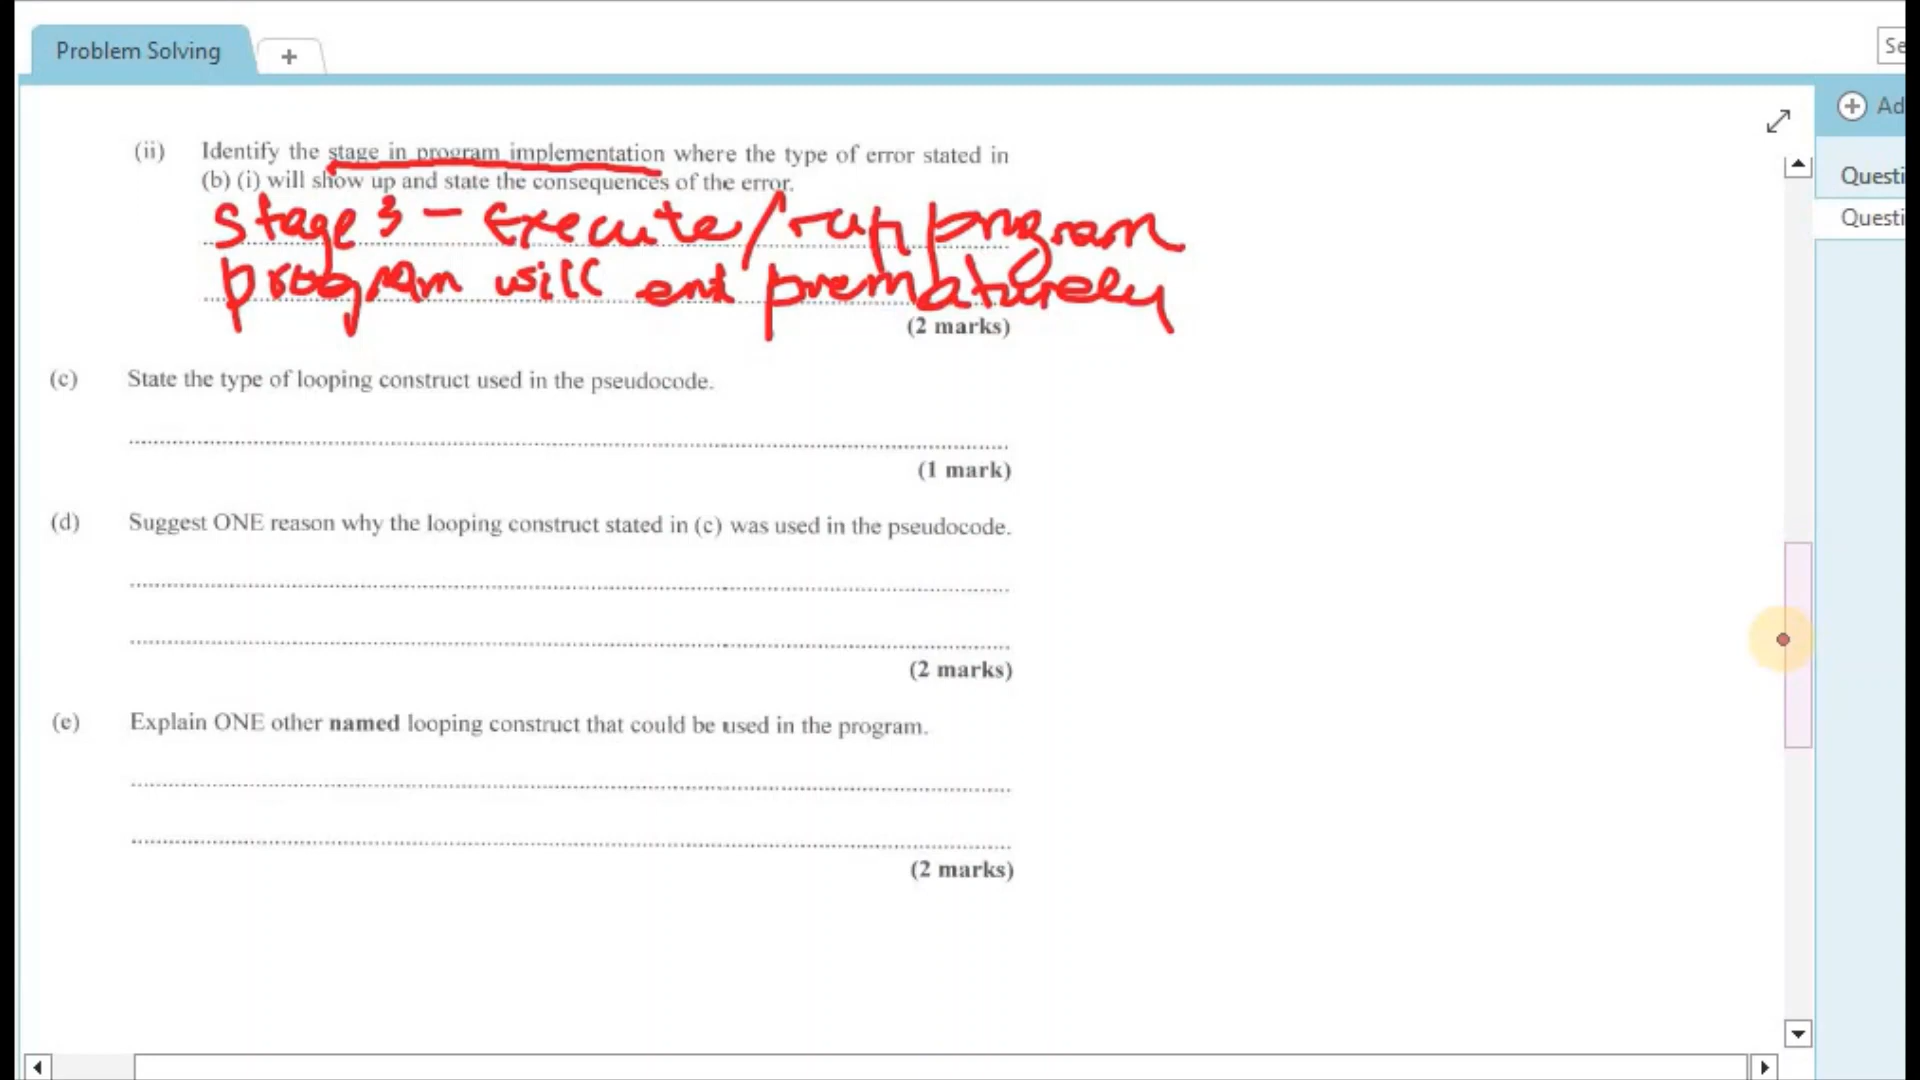 Problem Solving
+
Se
Ad
(ii) Identify the stage in program implementation where the type of error stated in
(b) (i) will show up and state the consequences of the error.
Stage 3 - Execute/run program
program will end prematurely
(2 marks)
(c) State the type of looping construct used in the pseudocode.
(1 mark)
(d) Suggest ONE reason why the looping construct stated in (c) was used in the pseudocode.
(2 marks)
(e) Explain ONE other named looping construct that could be used in the program.
(2 marks)
Questi
Questi